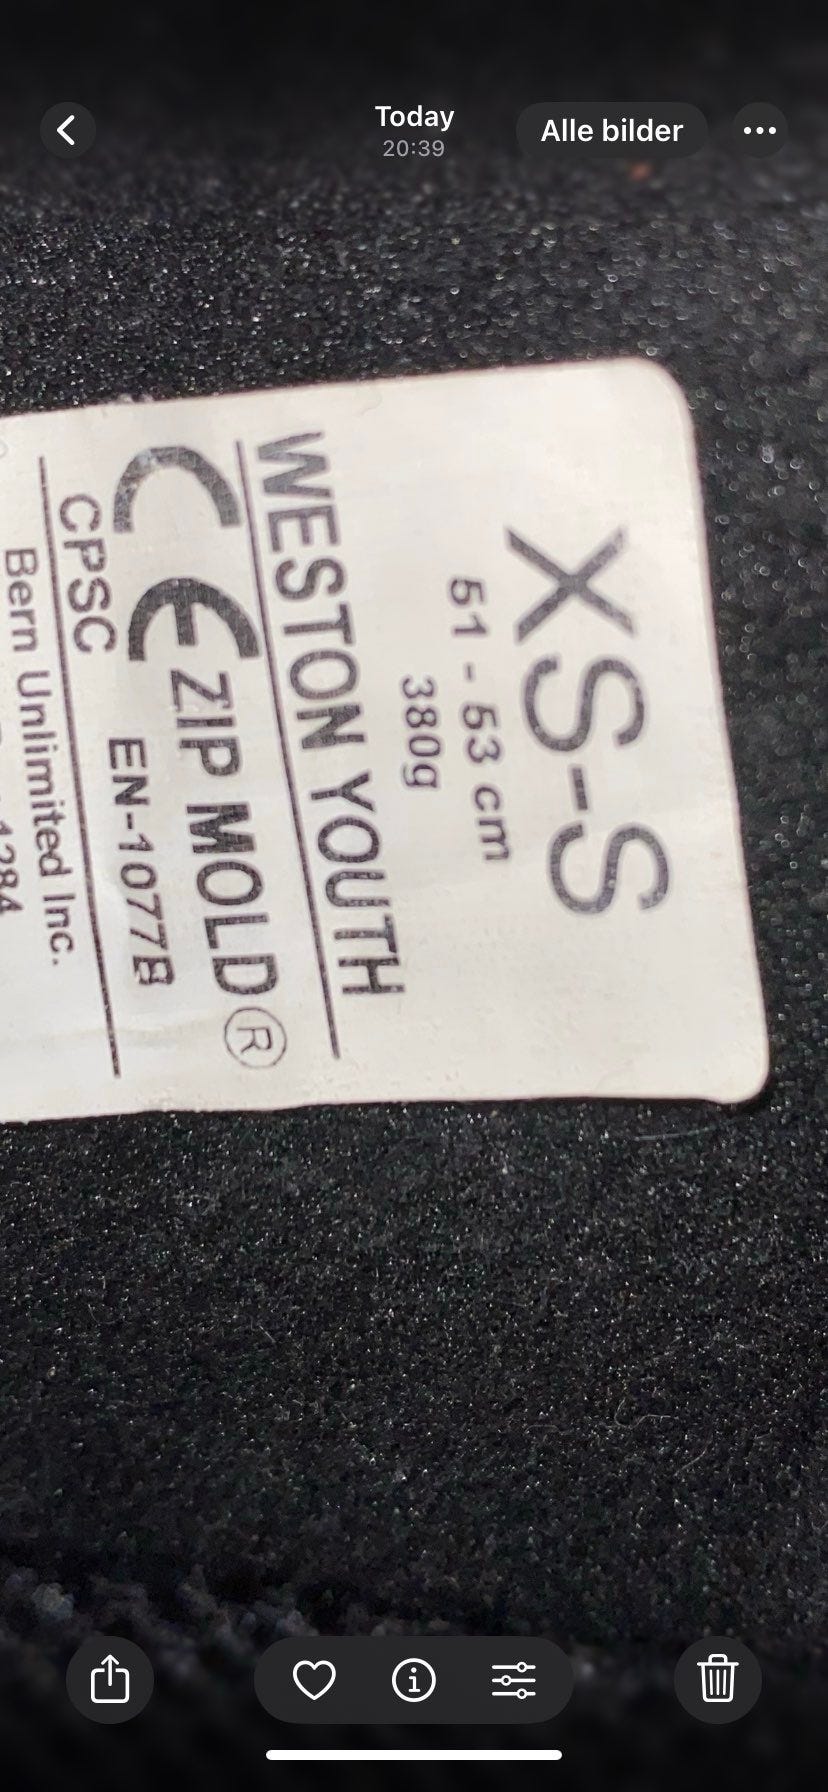 Today
20:39
Alle bilder
XS-S
51 - 53 cm
380g
WESTON YOUTH
CE ZIP MOLD®
CPSC EN-1077B
Bern Unlimited Inc.
1284